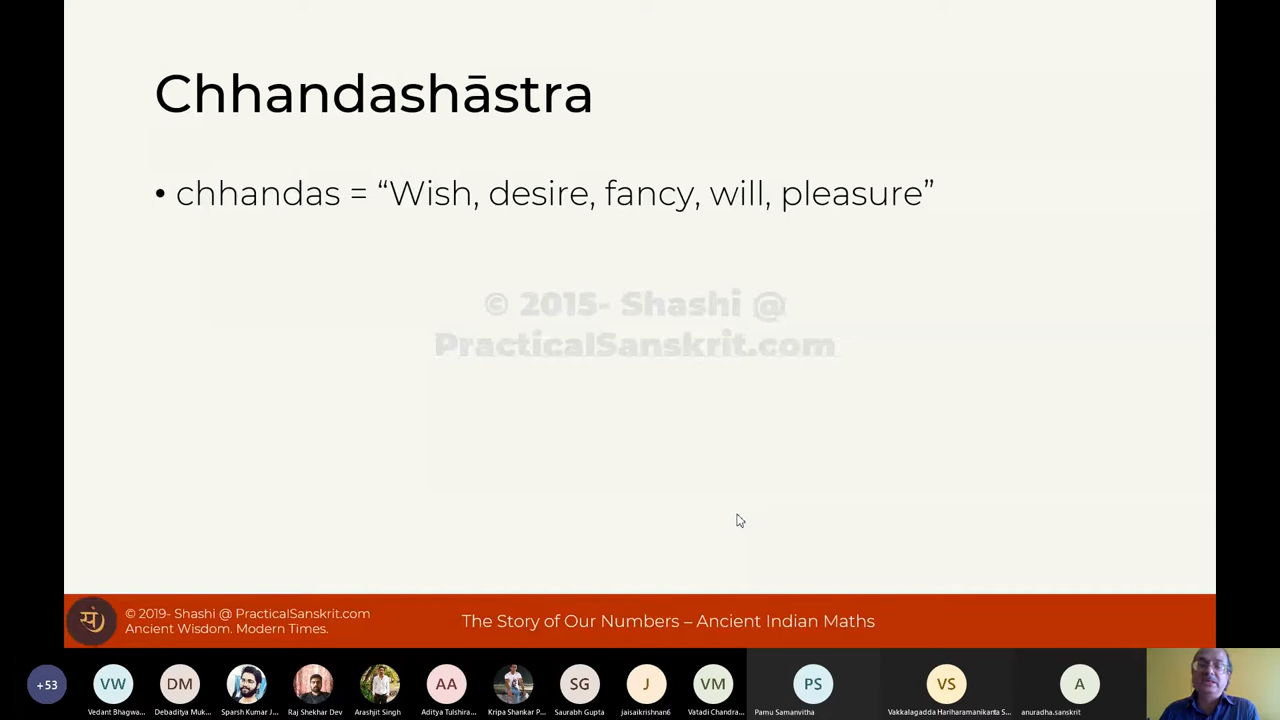 Chhandashāstra
• chhandas = “Wish, desire, fancy, will, pleasure”
© 2015- Shashi @
PracticalSanskrit.com
© 2019- Shashi @ PracticalSanskrit.com
Ancient Wisdom. Modern Times.
The Story of Our Numbers – Ancient Indian Maths
+53
VW
DM
AA
SG
J
VM
PS
VS
A
Vedant Bhagwa...
Debaditya Muk...
Sparsh Kumar J...
Raj Shekhar Dev
Arashjit Singh
Aditya Tulshira...
Kripa Shankar P...
Saurabh Gupta
jaisaikrishnan6
Vatadi Chandra...
Pamu Samanvitha
Vakkalagadda Hariharamanikanta S...
anuradha.sanskrit